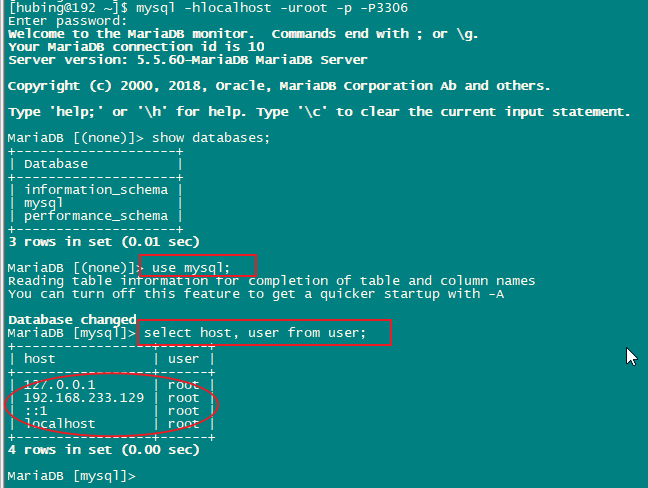 [hubing@192 ~]$ mysql -hlocalhost -uroot -p -P3306
Enter password:
Welcome to the MariaDB monitor.  Commands end with ; or \g.
Your MariaDB connection id is 10
Server version: 5.5.60-MariaDB MariaDB Server
Copyright (c) 2000, 2018, Oracle, MariaDB Corporation Ab and others.
Type 'help;' or '\h' for help. Type '\c' to clear the current input statement.
MariaDB [(none)]> show databases;
+--------------------+
| Database           |
+--------------------+
| information_schema |
| mysql              |
| performance_schema |
+--------------------+
3 rows in set (0.01 sec)
MariaDB [(none)]> use mysql;
Reading table information for completion of table and column names
You can turn off this feature to get a quicker startup with -A
Database changed
MariaDB [mysql]> select host, user from user;
+-----------------+------+
| host            | user |
+-----------------+------+
| 127.0.0.1       | root |
| 192.168.233.129 | root |
| ::1             | root |
| localhost       | root |
+-----------------+------+
4 rows in set (0.00 sec)
MariaDB [mysql]>